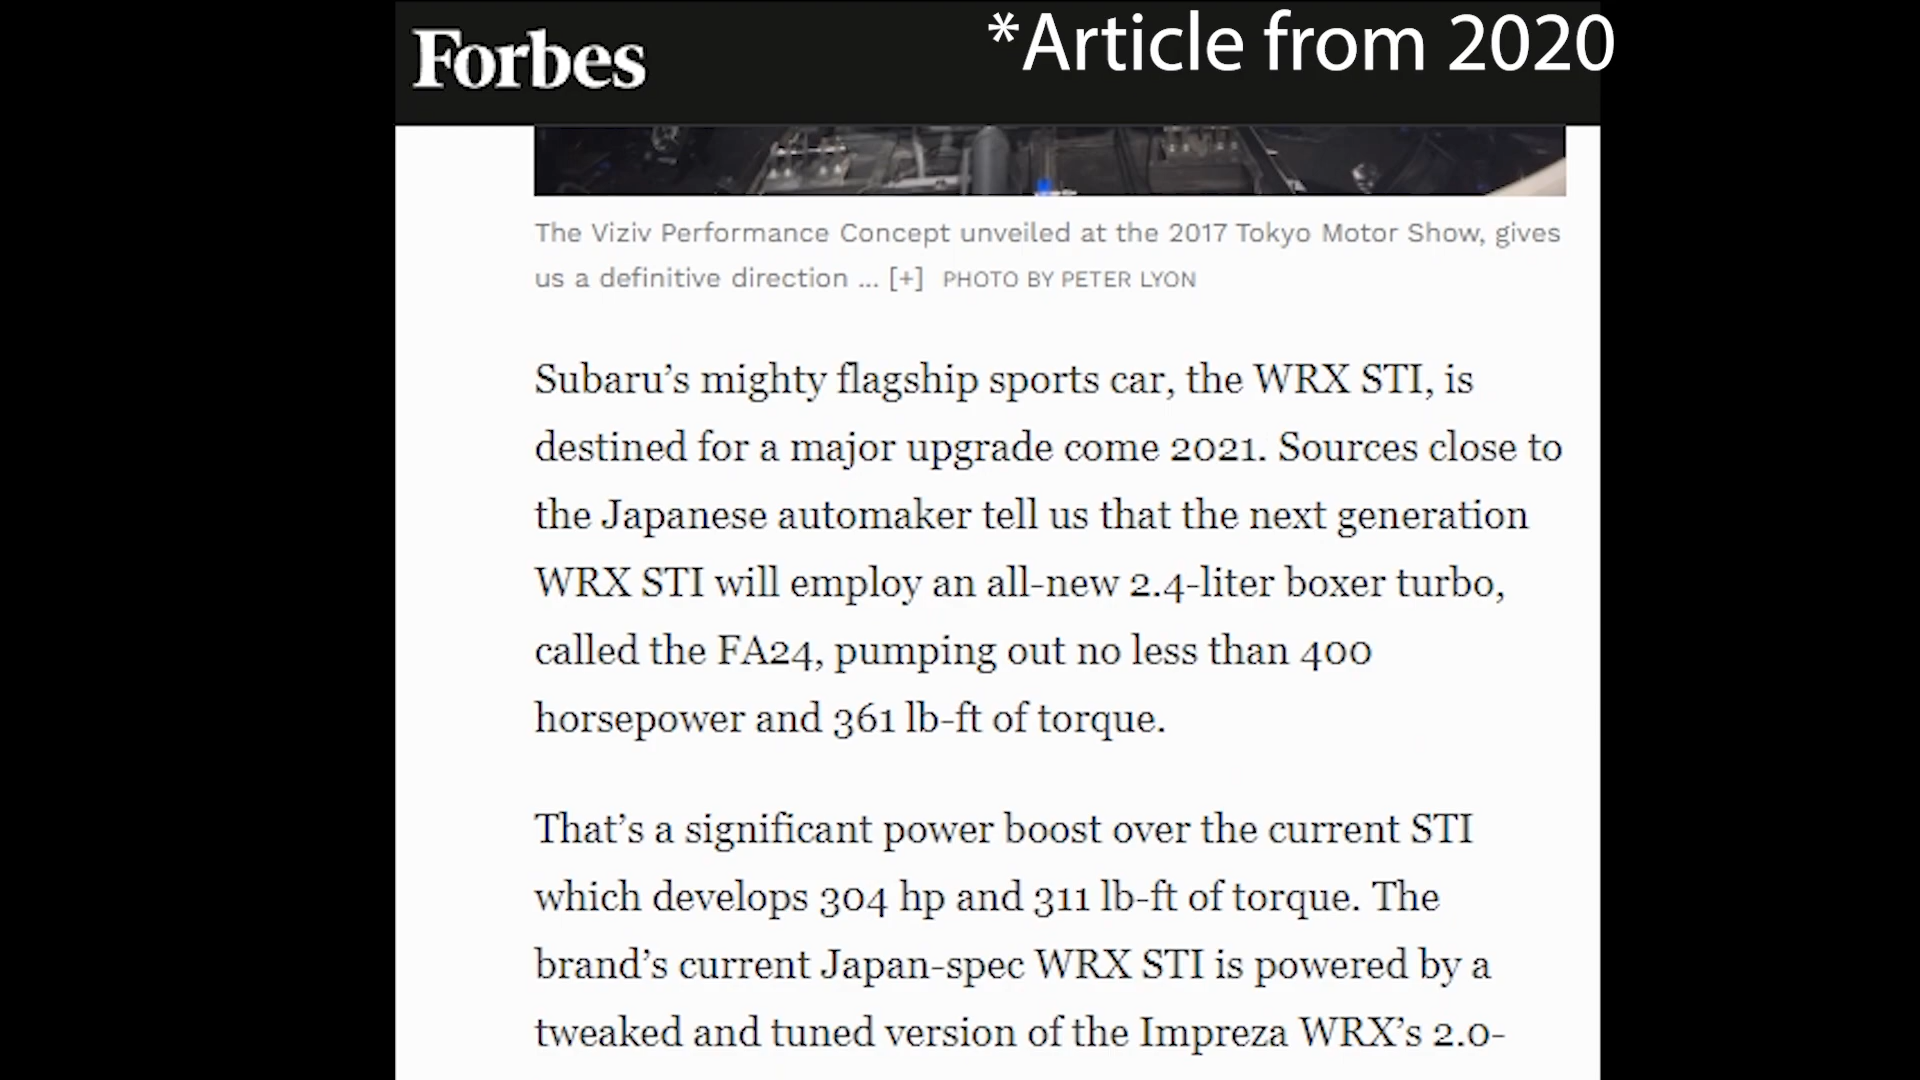 Forbes
*Article from 2020
The Viziv Performance Concept unveiled at the 2017 Tokyo Motor Show, gives
us a definitive direction ... [+] PHOTO BY PETER LYON
Subaru’s mighty flagship sports car, the WRX STI, is
destined for a major upgrade come 2021. Sources close to
the Japanese automaker tell us that the next generation
WRX STI will employ an all-new 2.4-liter boxer turbo,
called the FA24, pumping out no less than 400
horsepower and 361 lb-ft of torque.
That’s a significant power boost over the current STI
which develops 304 hp and 311 lb-ft of torque. The
brand’s current Japan-spec WRX STI is powered by a
tweaked and tuned version of the Impreza WRX’s 2.0-